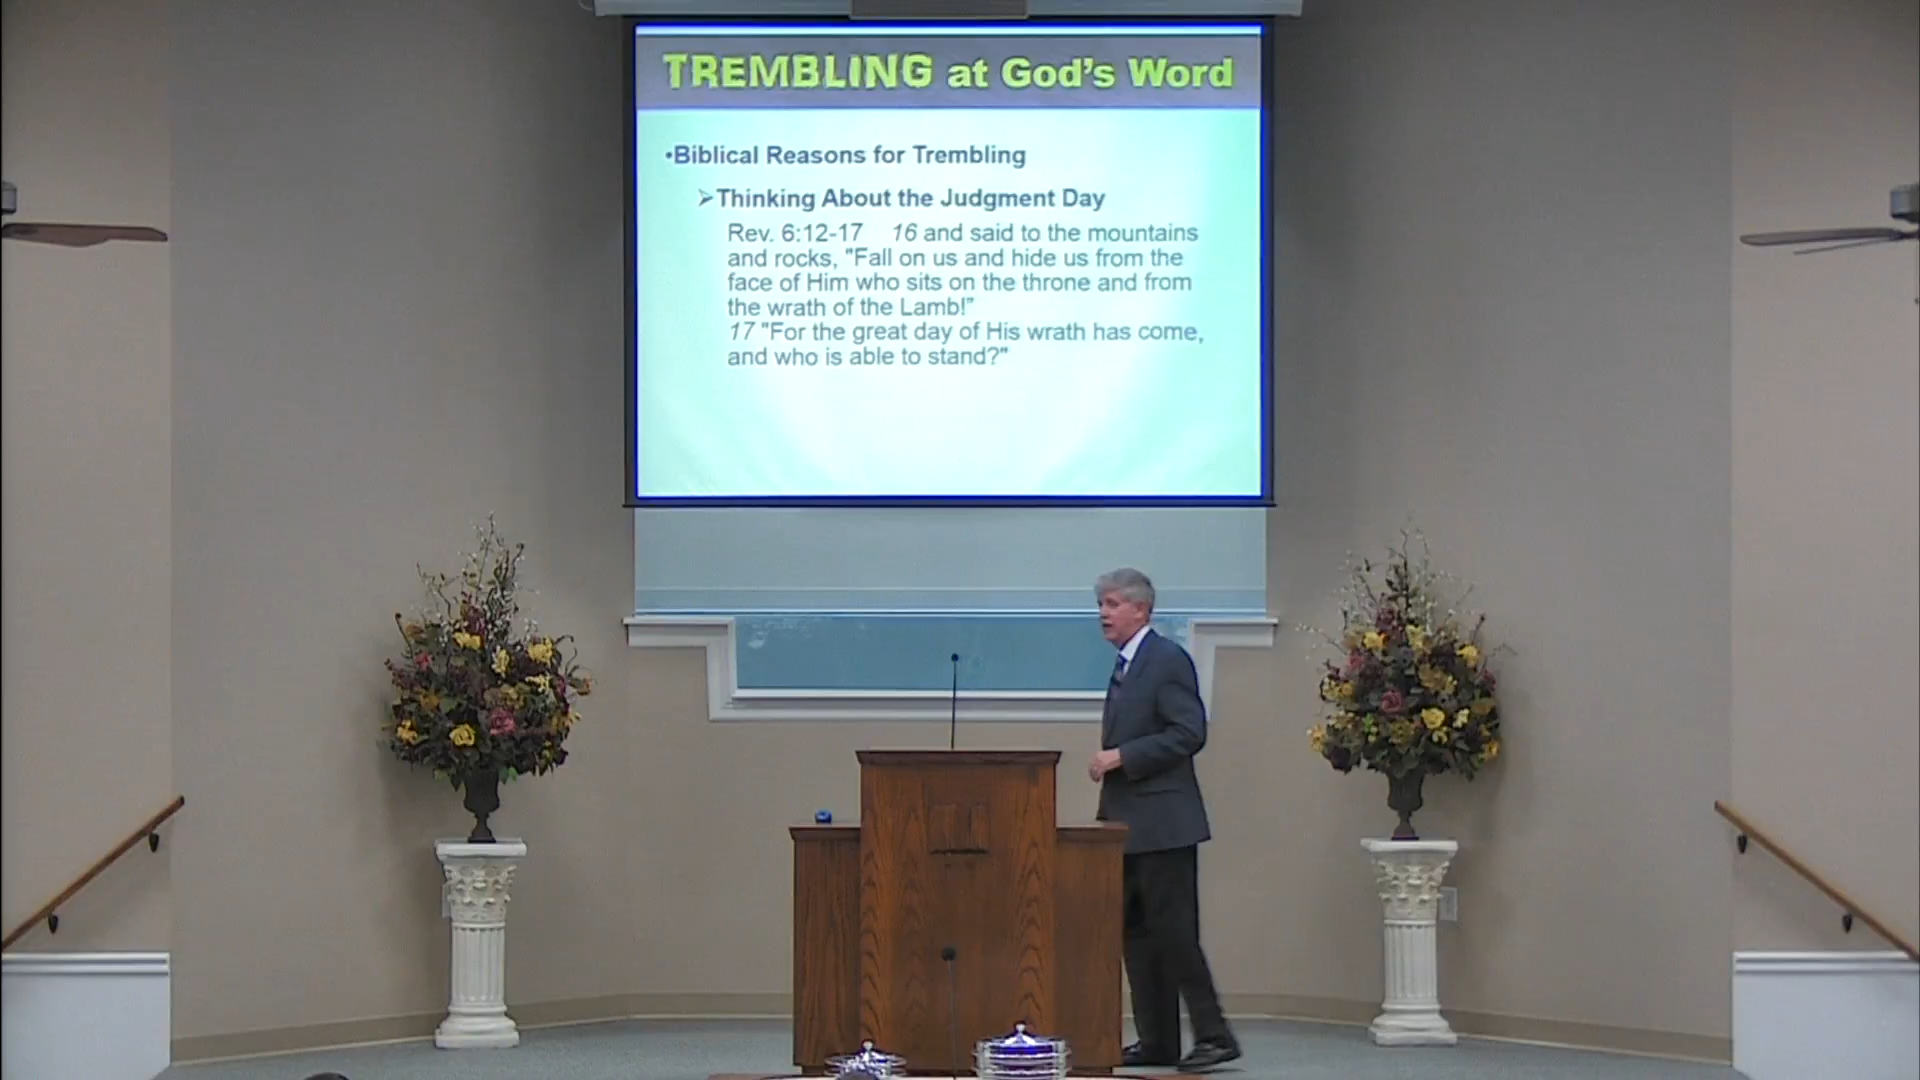 TREMBLING at God's Word
•Biblical Reasons for Trembling
➢Thinking About the Judgment Day
Rev. 6:12-17 16 and said to the mountains
and rocks, "Fall on us and hide us from the
face of Him who sits on the throne and from
the wrath of the Lamb!"
17 "For the great day of His wrath has come,
and who is able to stand?"